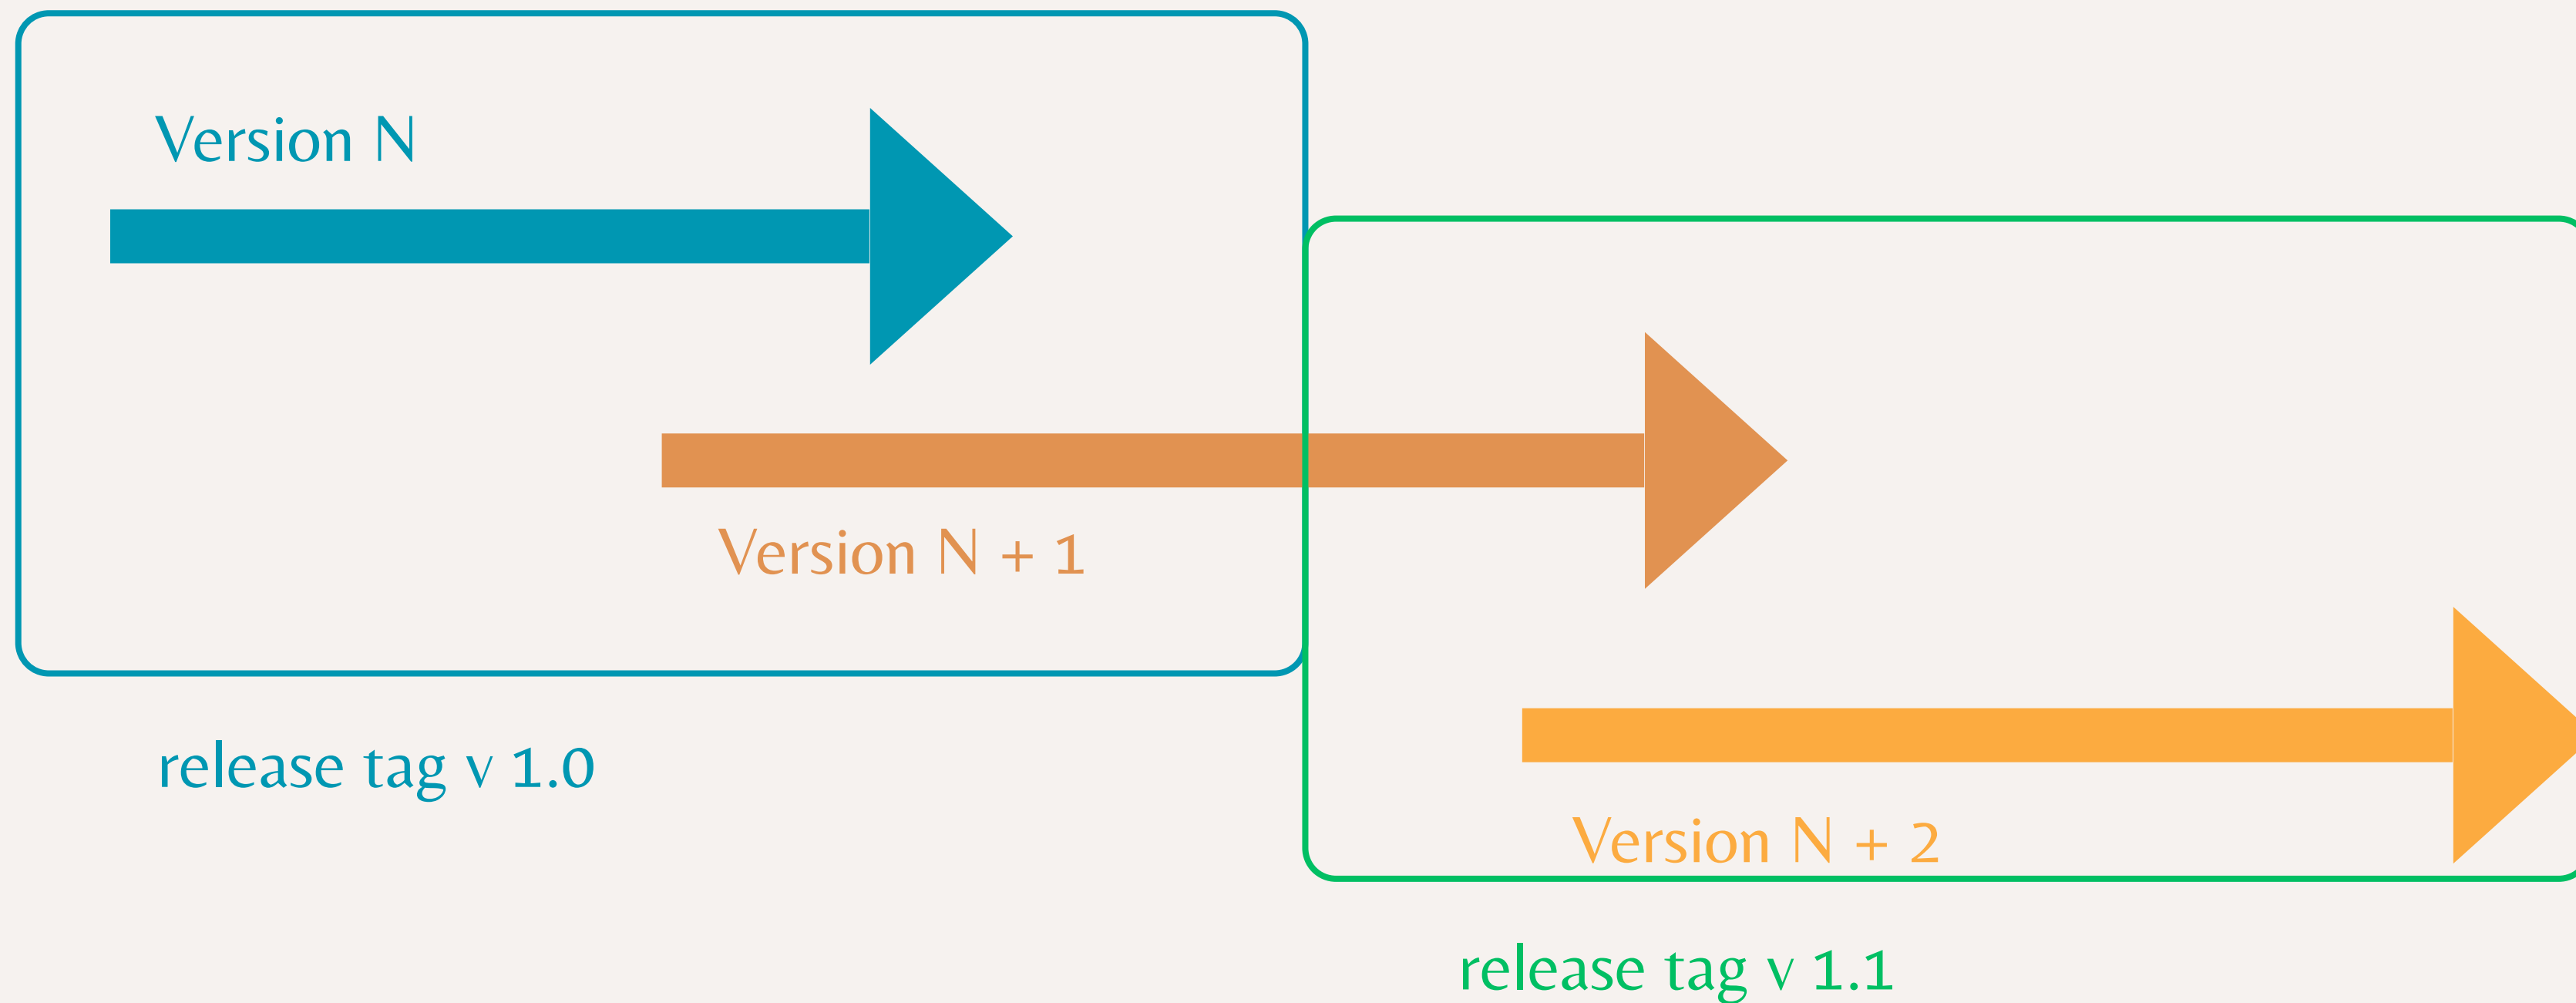 Version N
Version N + 1
release tag v 1.0
Version N + 2
release tag v 1.1